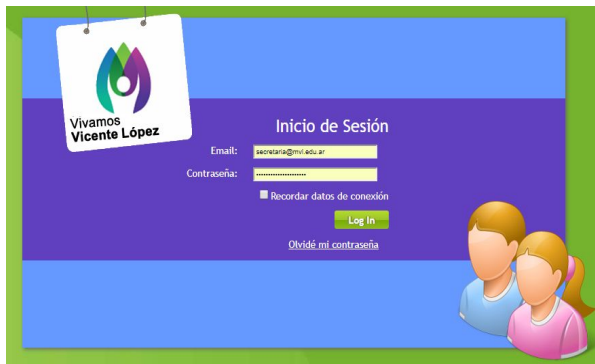 Vivamos
Vicente López
Inicio de Sesión
Email:
secretaria@mvl.edu.ar
Contraseña:
Recordar datos de conexión
Log In
Olvidé mi contraseña